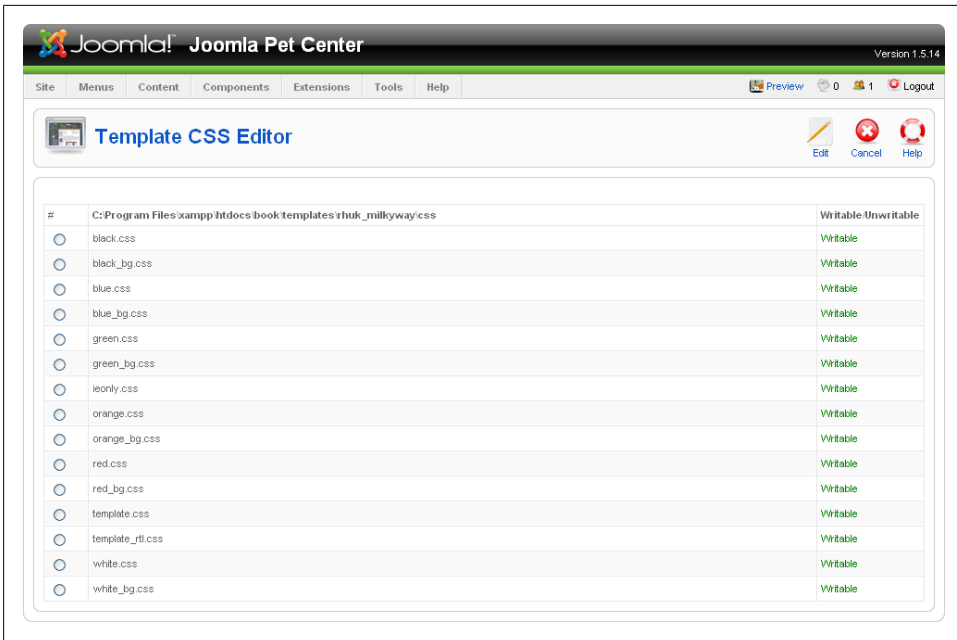 Joomla!™ Joomla Pet Center
Version 1.5.14
Site Menus Content Components Extensions Tools Help Preview 0 1 Logout
Template CSS Editor
Edit Cancel Help
# C:\Program Files\xampp\htdocs\book\templates\rhuk_milkyway\css Writable/Unwritable
black.css Writable
black_bg.css Writable
blue.css Writable
blue_bg.css Writable
green.css Writable
green_bg.css Writable
ieonly.css Writable
orange.css Writable
orange_bg.css Writable
red.css Writable
red_bg.css Writable
template.css Writable
template_rtl.css Writable
white.css Writable
white_bg.css Writable